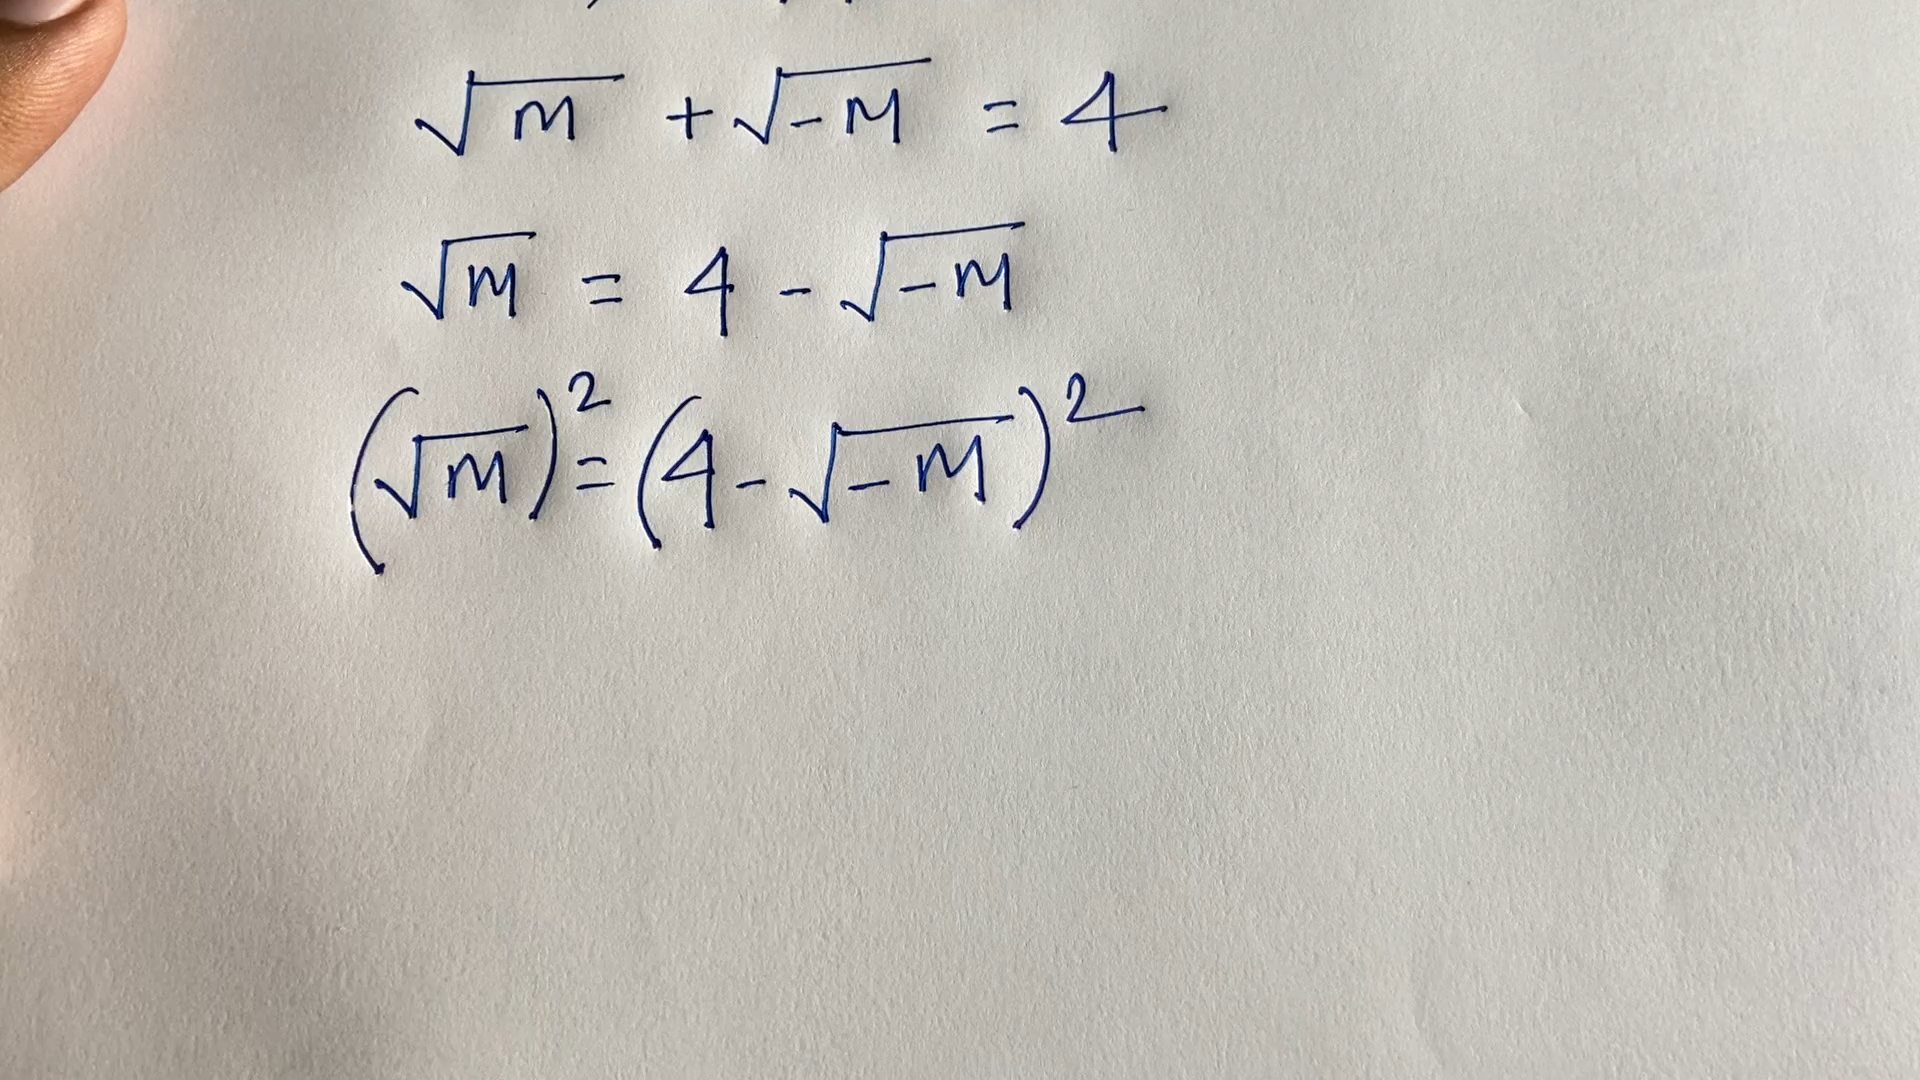 √m + √-m = 4
√m = 4 - √-m
(√m)² = (4 - √-m)²